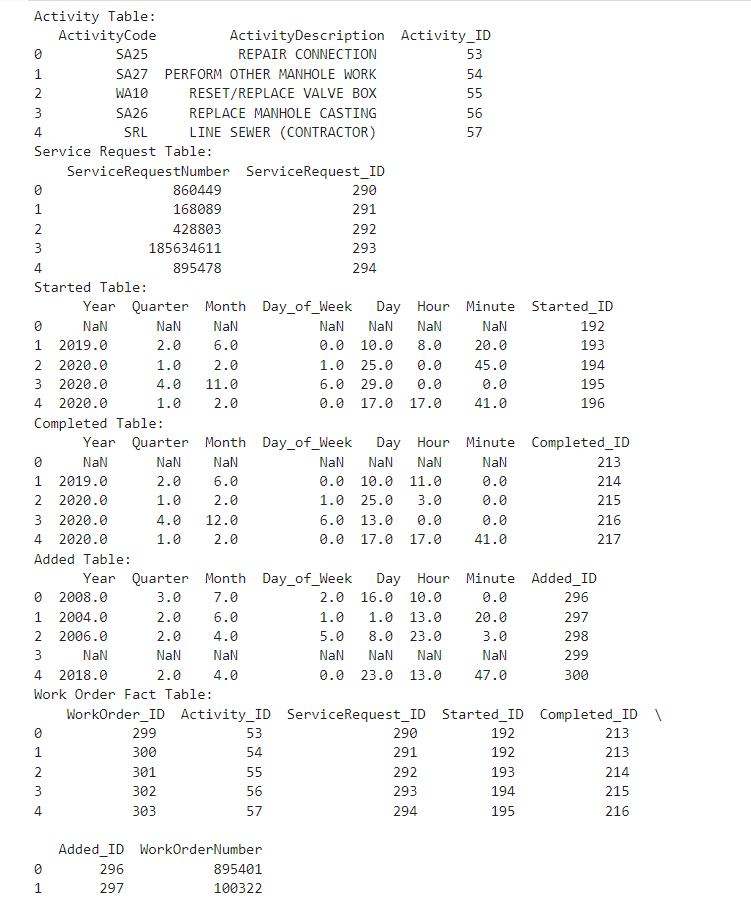 Activity Table:
ActivityCode ActivityDescription Activity_ID
0 SA25 REPAIR CONNECTION 53
1 SA27 PERFORM OTHER MANHOLE WORK 54
2 WA10 RESET/REPLACE VALVE BOX 55
3 SA26 REPLACE MANHOLE CASTING 56
4 SRL LINE SEWER (CONTRACTOR) 57
Service Request Table:
ServiceRequestNumber ServiceRequest_ID
0 860449 290
1 168089 291
2 428803 292
3 185634611 293
4 895478 294
Started Table:
Year Quarter Month Day_of_Week Day Hour Minute Started_ID
0 NaN NaN NaN NaN NaN NaN NaN 192
1 2019.0 2.0 6.0 0.0 10.0 8.0 20.0 193
2 2020.0 1.0 2.0 1.0 25.0 0.0 45.0 194
3 2020.0 4.0 11.0 6.0 29.0 0.0 0.0 195
4 2020.0 1.0 2.0 0.0 17.0 17.0 41.0 196
Completed Table:
Year Quarter Month Day_of_Week Day Hour Minute Completed_ID
0 NaN NaN NaN NaN NaN NaN NaN 213
1 2019.0 2.0 6.0 0.0 10.0 11.0 0.0 214
2 2020.0 1.0 2.0 1.0 25.0 3.0 0.0 215
3 2020.0 4.0 12.0 6.0 13.0 0.0 0.0 216
4 2020.0 1.0 2.0 0.0 17.0 17.0 41.0 217
Added Table:
Year Quarter Month Day_of_Week Day Hour Minute Added_ID
0 2008.0 3.0 7.0 2.0 16.0 10.0 0.0 296
1 2004.0 2.0 6.0 1.0 1.0 13.0 20.0 297
2 2006.0 2.0 4.0 5.0 8.0 23.0 3.0 298
3 NaN NaN NaN NaN NaN NaN NaN 299
4 2018.0 2.0 4.0 0.0 23.0 13.0 47.0 300
Work Order Fact Table:
WorkOrder_ID Activity_ID ServiceRequest_ID Started_ID Completed_ID \
0 299 53 290 192 213
1 300 54 291 192 213
2 301 55 292 193 214
3 302 56 293 194 215
4 303 57 294 195 216
Added_ID WorkOrderNumber
0 296 895401
1 297 100322